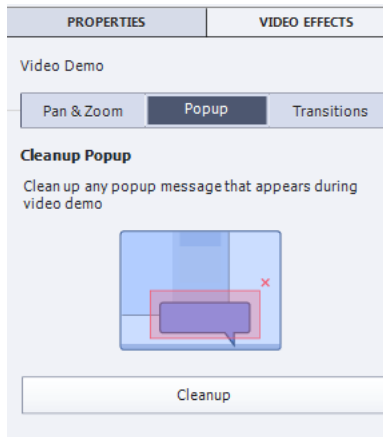 PROPERTIES VIDEO EFFECTS
Video Demo
Pan & Zoom Popup Transitions
Cleanup Popup
Clean up any popup message that appears during
video demo
Cleanup